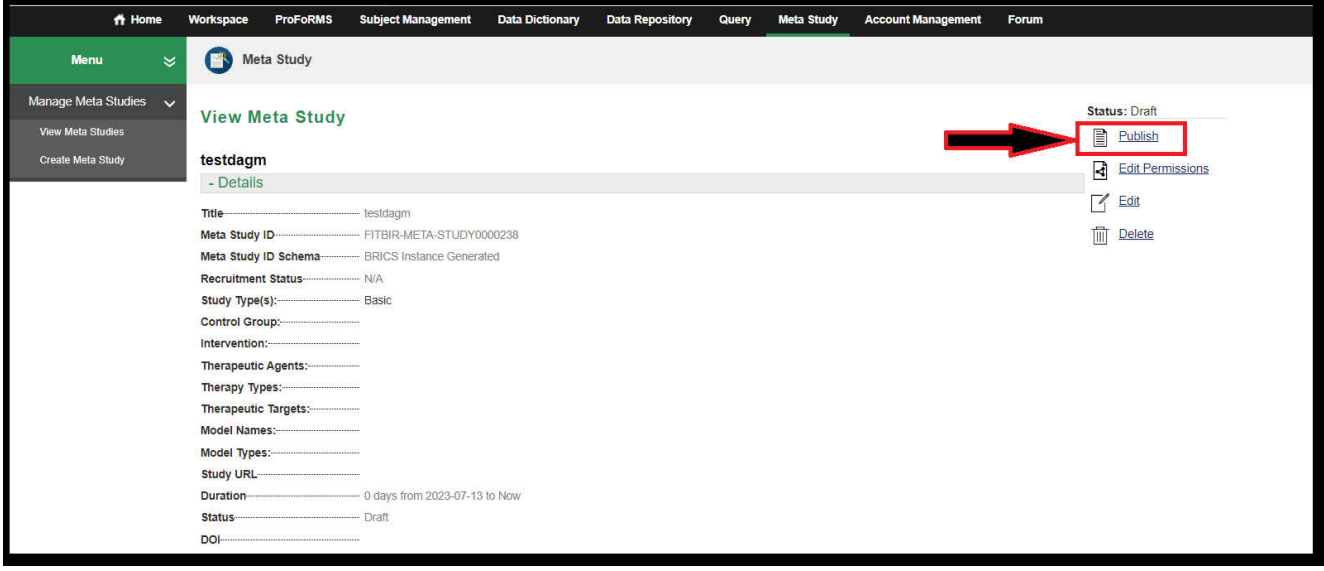 Home Workspace ProFoRMS Subject Management Data Dictionary Data Repository Query Meta Study Account Management Forum
Menu
Meta Study
Manage Meta Studies
View Meta Studies
Create Meta Study
View Meta Study
Status: Draft
Publish
Edit Permissions
Edit
Delete
testdagm
- Details
Title testdagm
Meta Study ID FITBIR-META-STUDY0000238
Meta Study ID Schema BRICS Instance Generated
Recruitment Status N/A
Study Type(s): Basic
Control Group:
Intervention:
Therapeutic Agents:
Therapy Types:
Therapeutic Targets:
Model Names:
Model Types:
Study URL
Duration 0 days from 2023-07-13 to Now
Status Draft
DOI